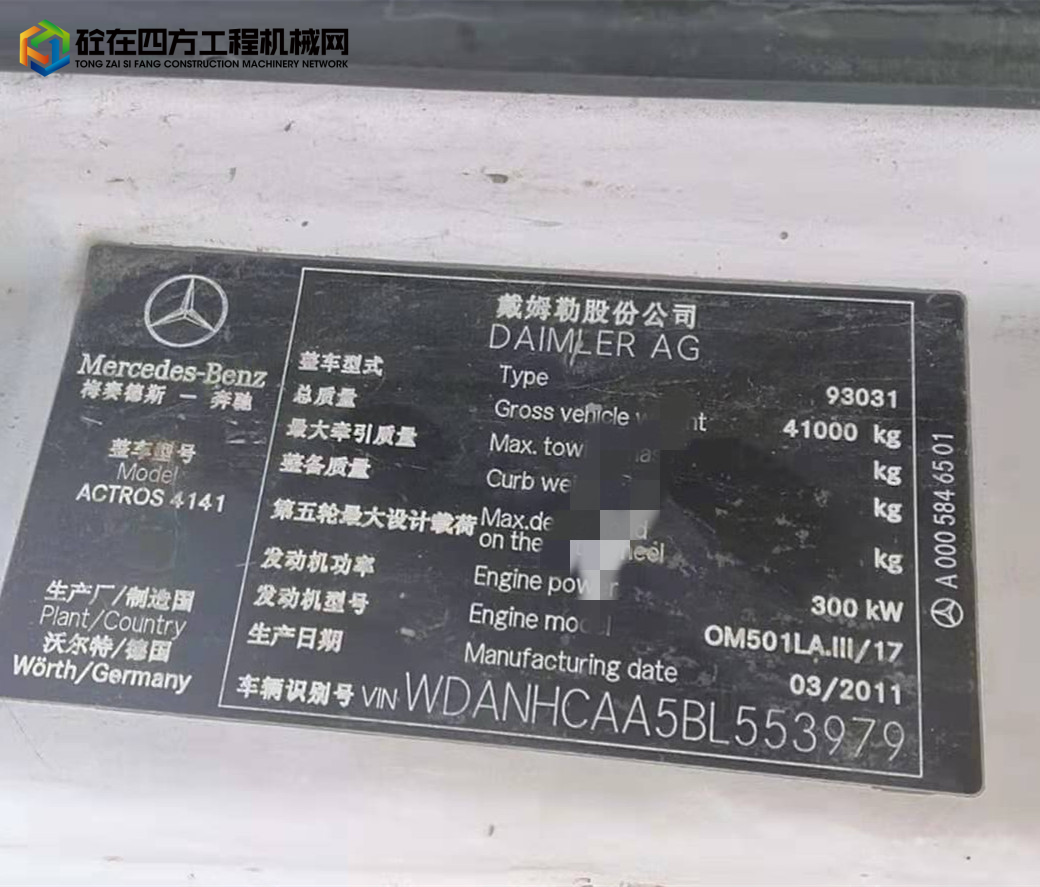 砼在四方工程机械网
TONG ZAI SI FANG CONSTRUCTION MACHINERY NETWORK
Mercedes-Benz
梅赛德斯 — 奔驰
整车型号
Model
ACTROS 4141
生产厂/制造国
Plant/Country
沃尔特/德国
Wörth/Germany
戴姆勒股份公司
DAIMLER AG
整车型式 Type 93031
总质量 Gross vehicle 41000 kg
最大牵引质量 Max. kg
整备质量 Curb kg
第五轮最大设计载荷
on the kg
发动机功率 Engine 300 kW
发动机型号 Engine OM501LA.III/17
生产日期 Manufacturing date 03/2011
车辆识别号 VIN WDANHCAA5BL553979
A 000 584 65 01